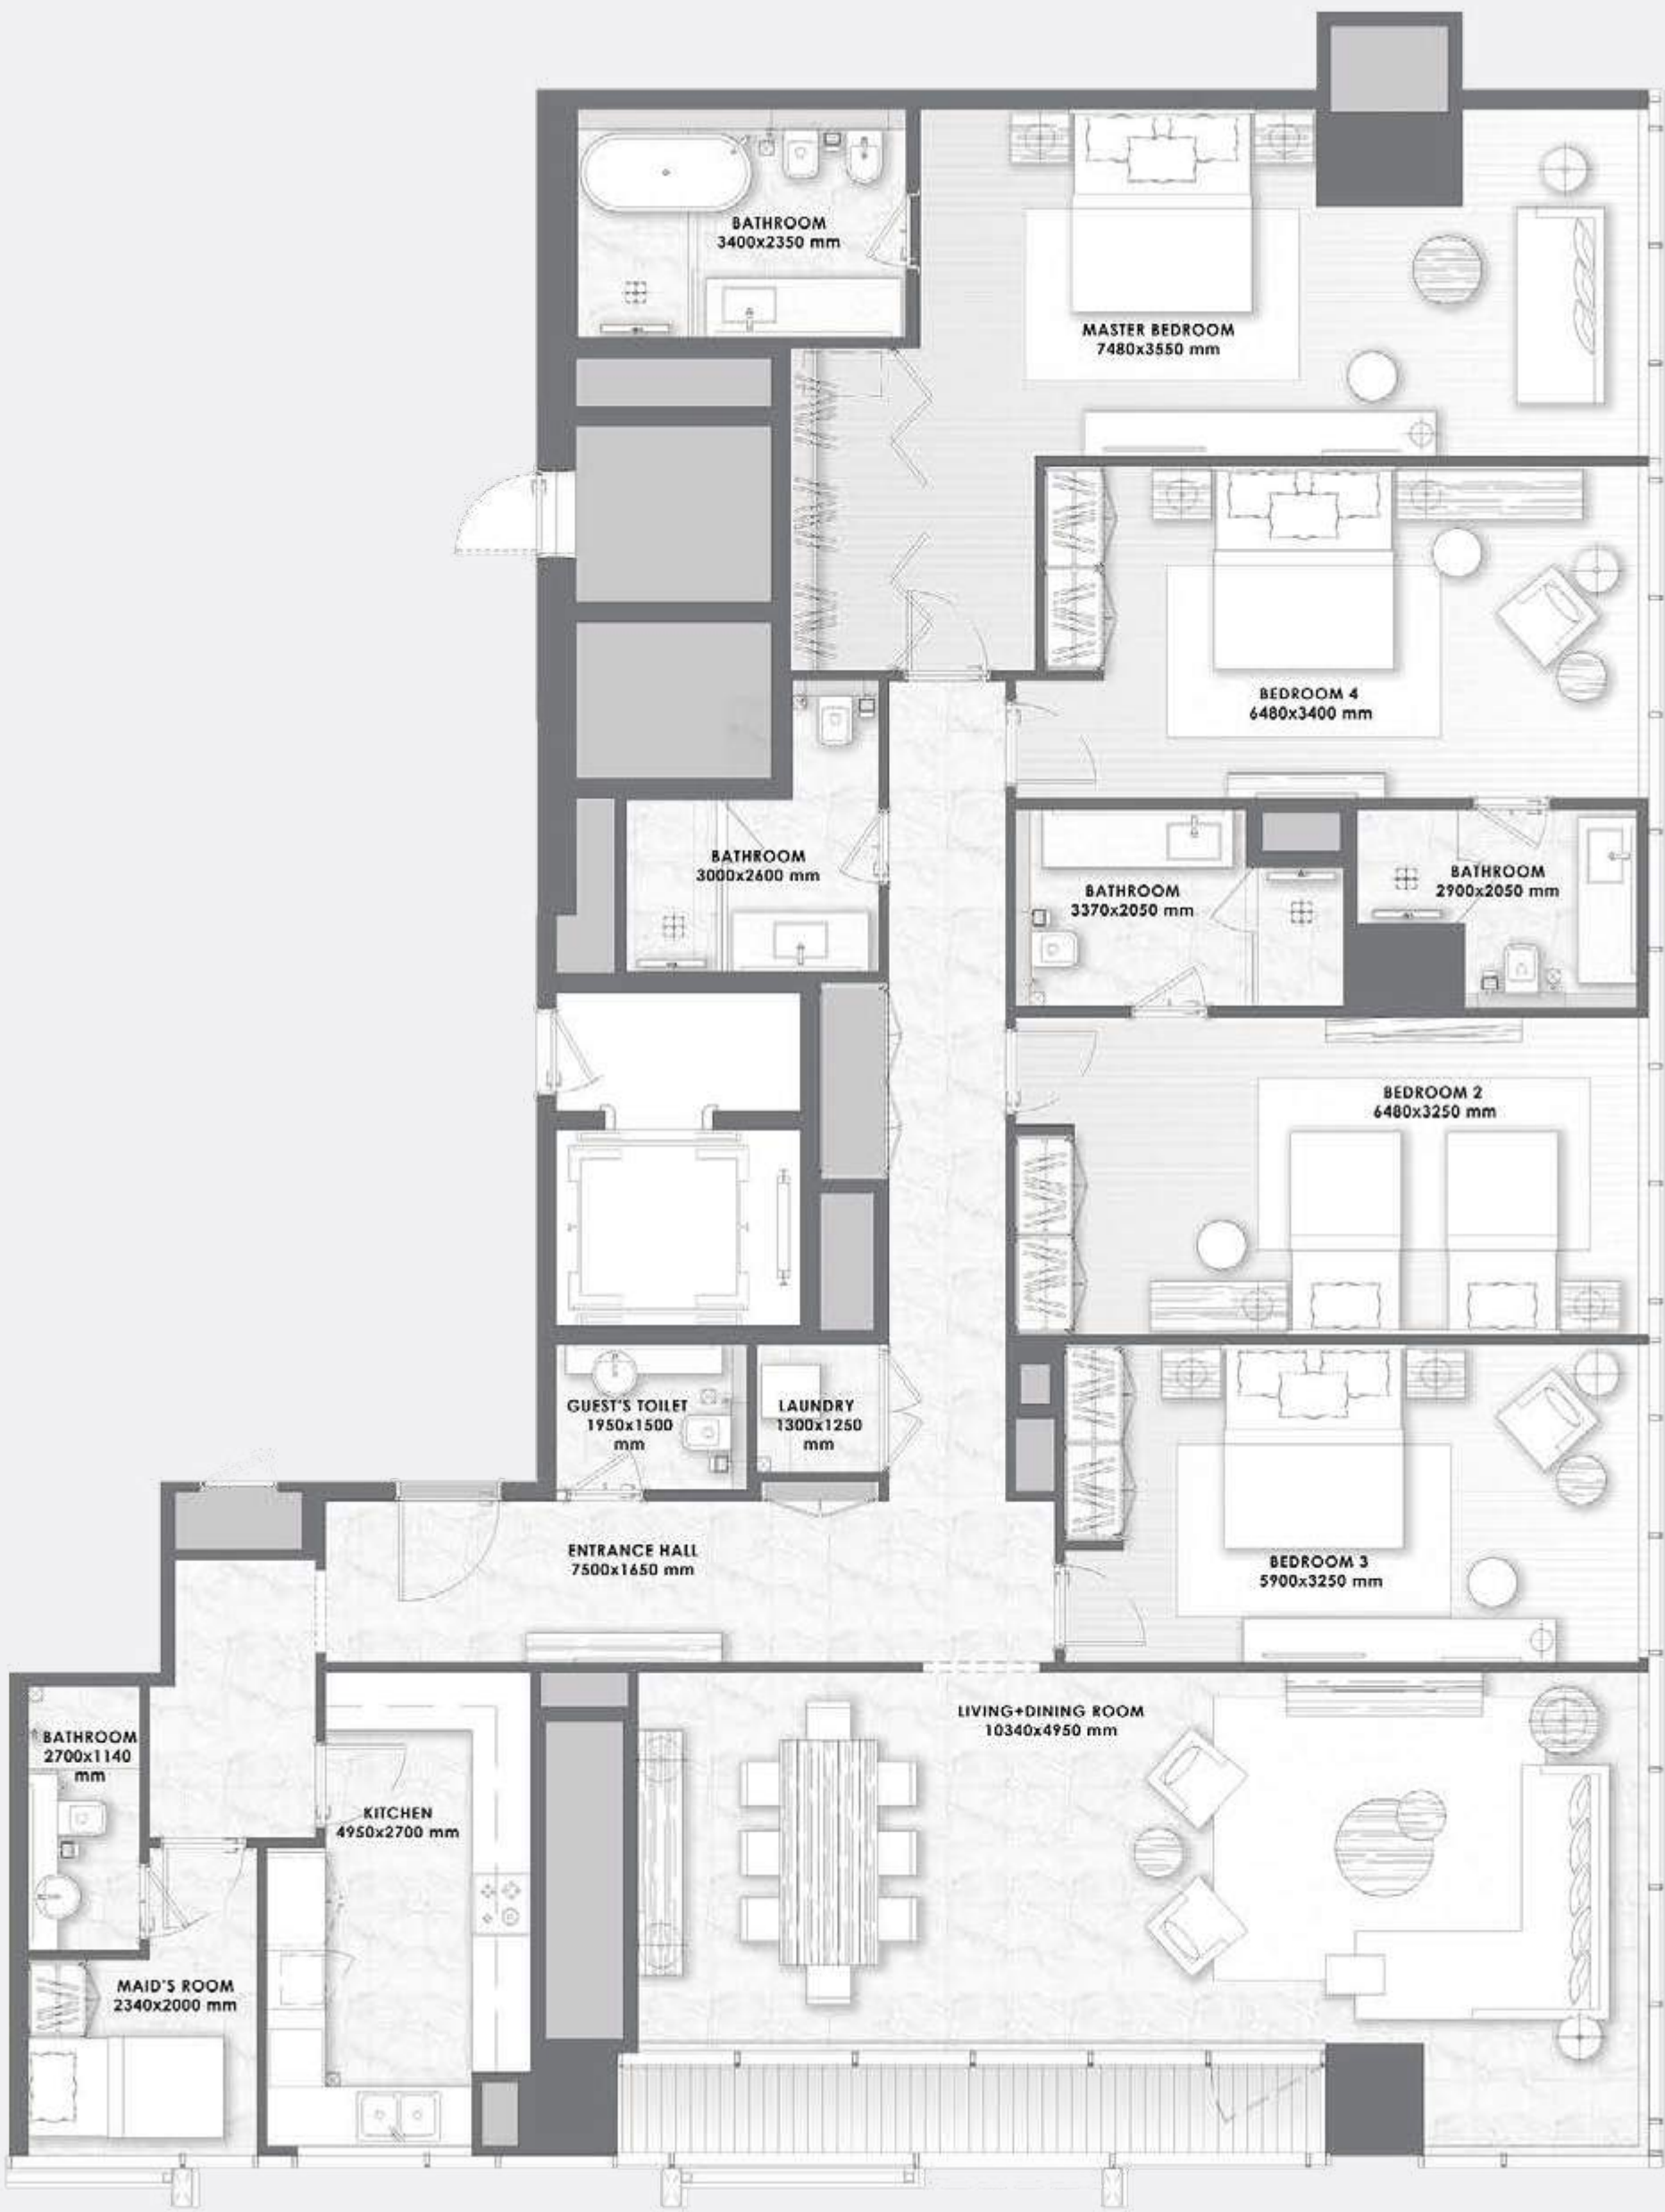 BATHROOM
3400x2350 mm
MASTER BEDROOM
7480x3550 mm
BEDROOM 4
6480x3400 mm
BATHROOM
3000x2600 mm
BATHROOM
3370x2050 mm
BATHROOM
2900x2050 mm
BEDROOM 2
6480x3250 mm
GUEST'S TOILET
1950x1500
mm
LAUNDRY
1300x1250
mm
ENTRANCE HALL
7500x1650 mm
BEDROOM 3
5900x3250 mm
LIVING+DINING ROOM
10340x4950 mm
BATHROOM
2700x1140
mm
KITCHEN
4950x2700 mm
MAID'S ROOM
2340x2000 mm